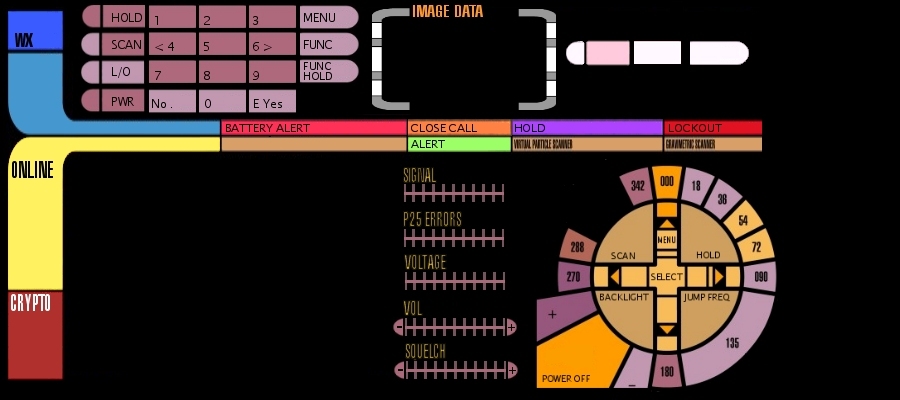 IMAGE DATA
WX
HOLD 1 2 3 MENU
SCAN < 4 5 6 > FUNC
L/O 7 8 9 FUNC HOLD
PWR No . 0 E Yes
BATTERY ALERT CLOSE CALL HOLD LOCKOUT
ALERT VIRTUAL PARTICLE SCANNER GRAVIMETRIC SCANNER
ONLINE
CRYPTO
SIGNAL
P25 ERRORS
VOLTAGE
VOL
- +
SQUELCH
- +
342 000 18 36
54
72
288
270
090
MENU
SCAN HOLD
SELECT
BACKLIGHT JUMP FREQ
+
135
180
POWER OFF
_